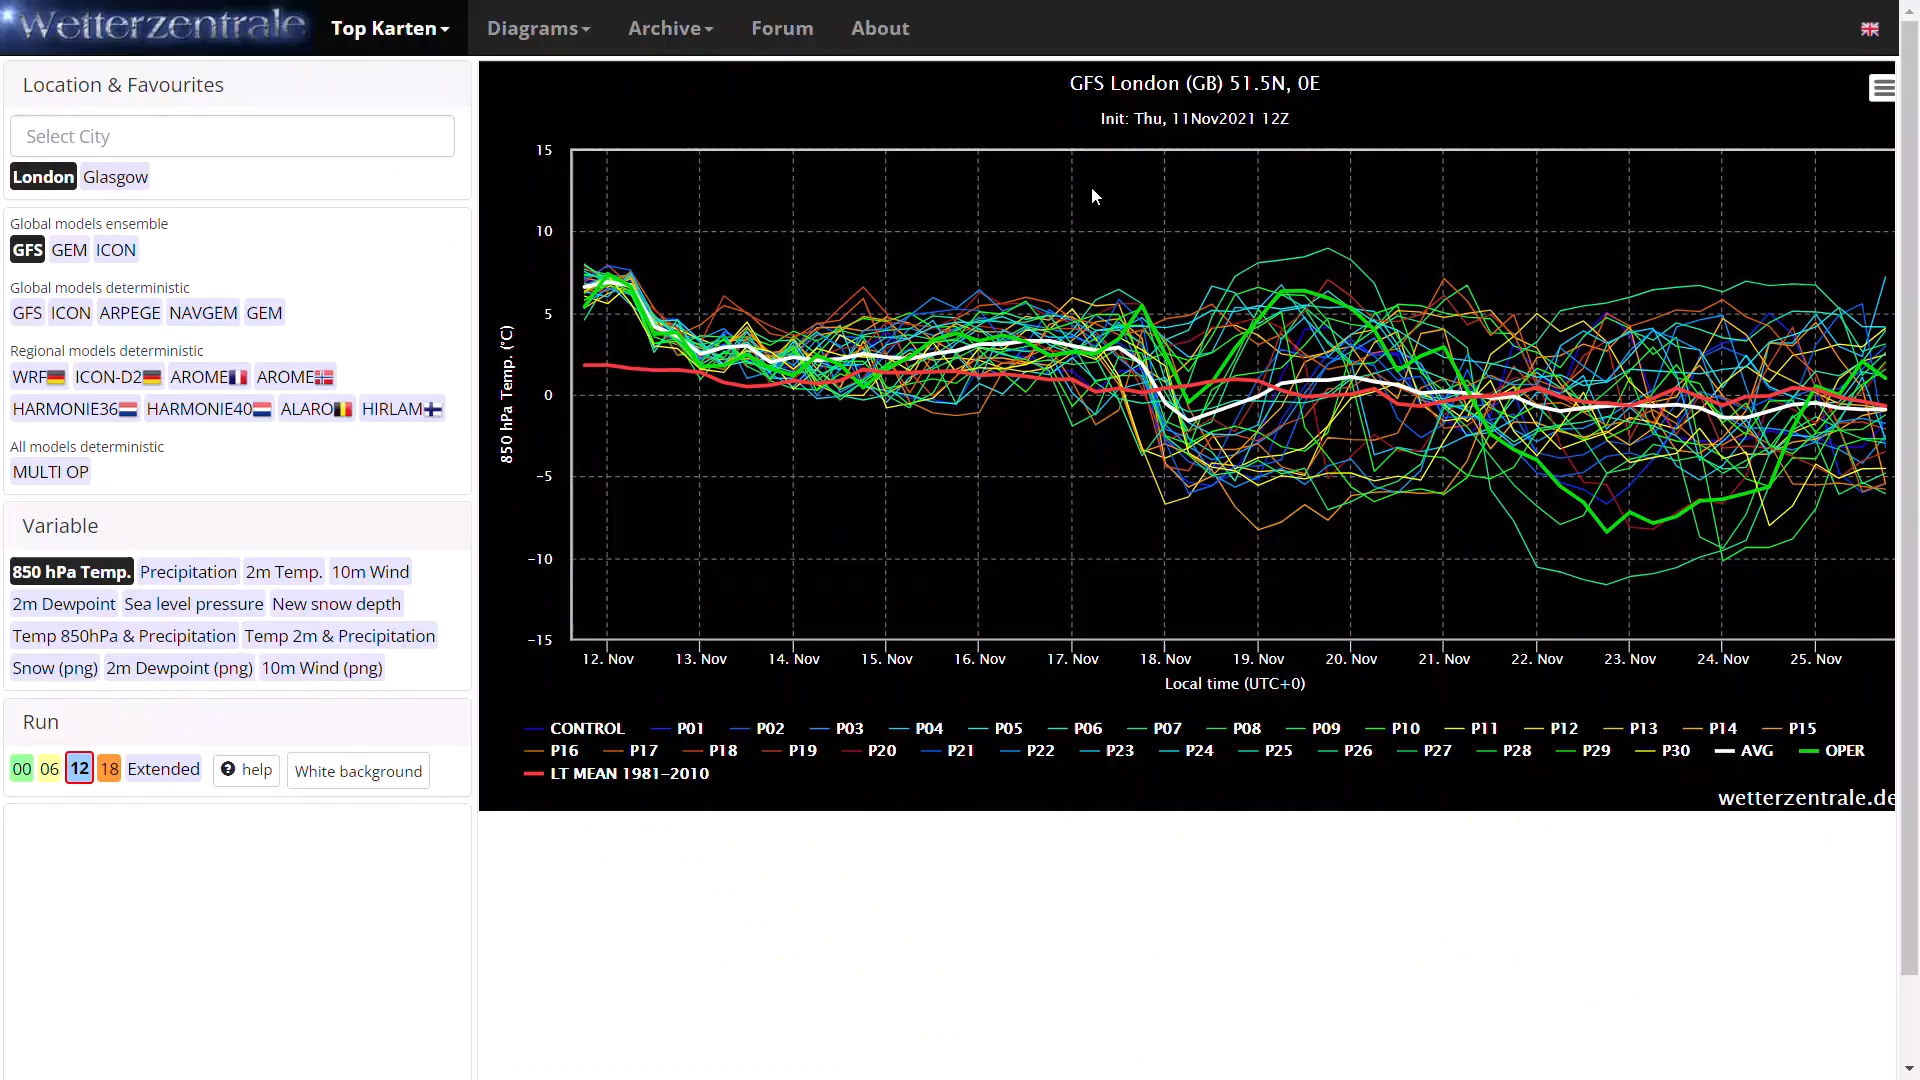 Wetterzentrale
Top Karten
Diagrams
Archive
Forum
About
Location & Favourites
Select City
London Glasgow
Global models ensemble
GFS GEM ICON
Global models deterministic
GFS ICON ARPEGE NAVGEM GEM
Regional models deterministic
WRF ICON-D2 AROME AROME
HARMONIE36 HARMONIE40 ALARO HIRLAM
All models deterministic
MULTI OP
Variable
850 hPa Temp. Precipitation 2m Temp. 10m Wind
2m Dewpoint Sea level pressure New snow depth
Temp 850hPa & Precipitation Temp 2m & Precipitation
Snow (png) 2m Dewpoint (png) 10m Wind (png)
Run
00 06 12 18 Extended help White background
GFS London (GB) 51.5N, 0E
Init: Thu, 11Nov2021 12Z
15
10
5
0
−5
−10
−15
850 hPa Temp. (°C)
12. Nov 13. Nov 14. Nov 15. Nov 16. Nov 17. Nov 18. Nov 19. Nov 20. Nov 21. Nov 22. Nov 23. Nov 24. Nov 25. Nov
Local time (UTC+0)
CONTROL P01 P02 P03 P04 P05 P06 P07 P08 P09 P10 P11 P12 P13 P14 P15
P16 P17 P18 P19 P20 P21 P22 P23 P24 P25 P26 P27 P28 P29 P30 AVG OPER
LT MEAN 1981−2010
wetterzentrale.de